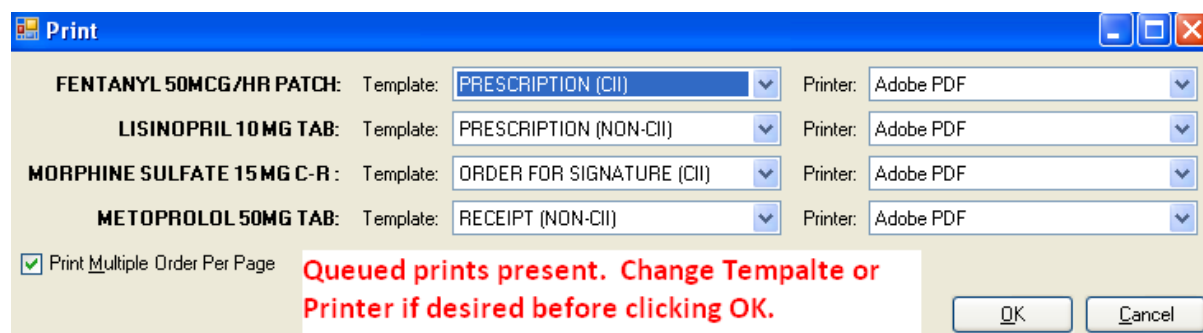 Print
FENTANYL 50MCG/HR PATCH: Template: PRESCRIPTION (CII) Printer: Adobe PDF
LISINOPRIL 10MG TAB: Template: PRESCRIPTION (NON-CII) Printer: Adobe PDF
MORPHINE SULFATE 15MG C-R : Template: ORDER FOR SIGNATURE (CII) Printer: Adobe PDF
METOPROLOL 50MG TAB: Template: RECEIPT (NON-CII) Printer: Adobe PDF
Print Multiple Order Per Page
Queued prints present. Change Tempalte or
Printer if desired before clicking OK.
OK Cancel